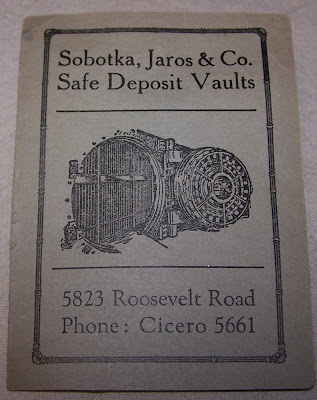 Sobotka, Jaros & Co.
Safe Deposit Vaults
5823 Roosevelt Road
Phone: Cicero 5661